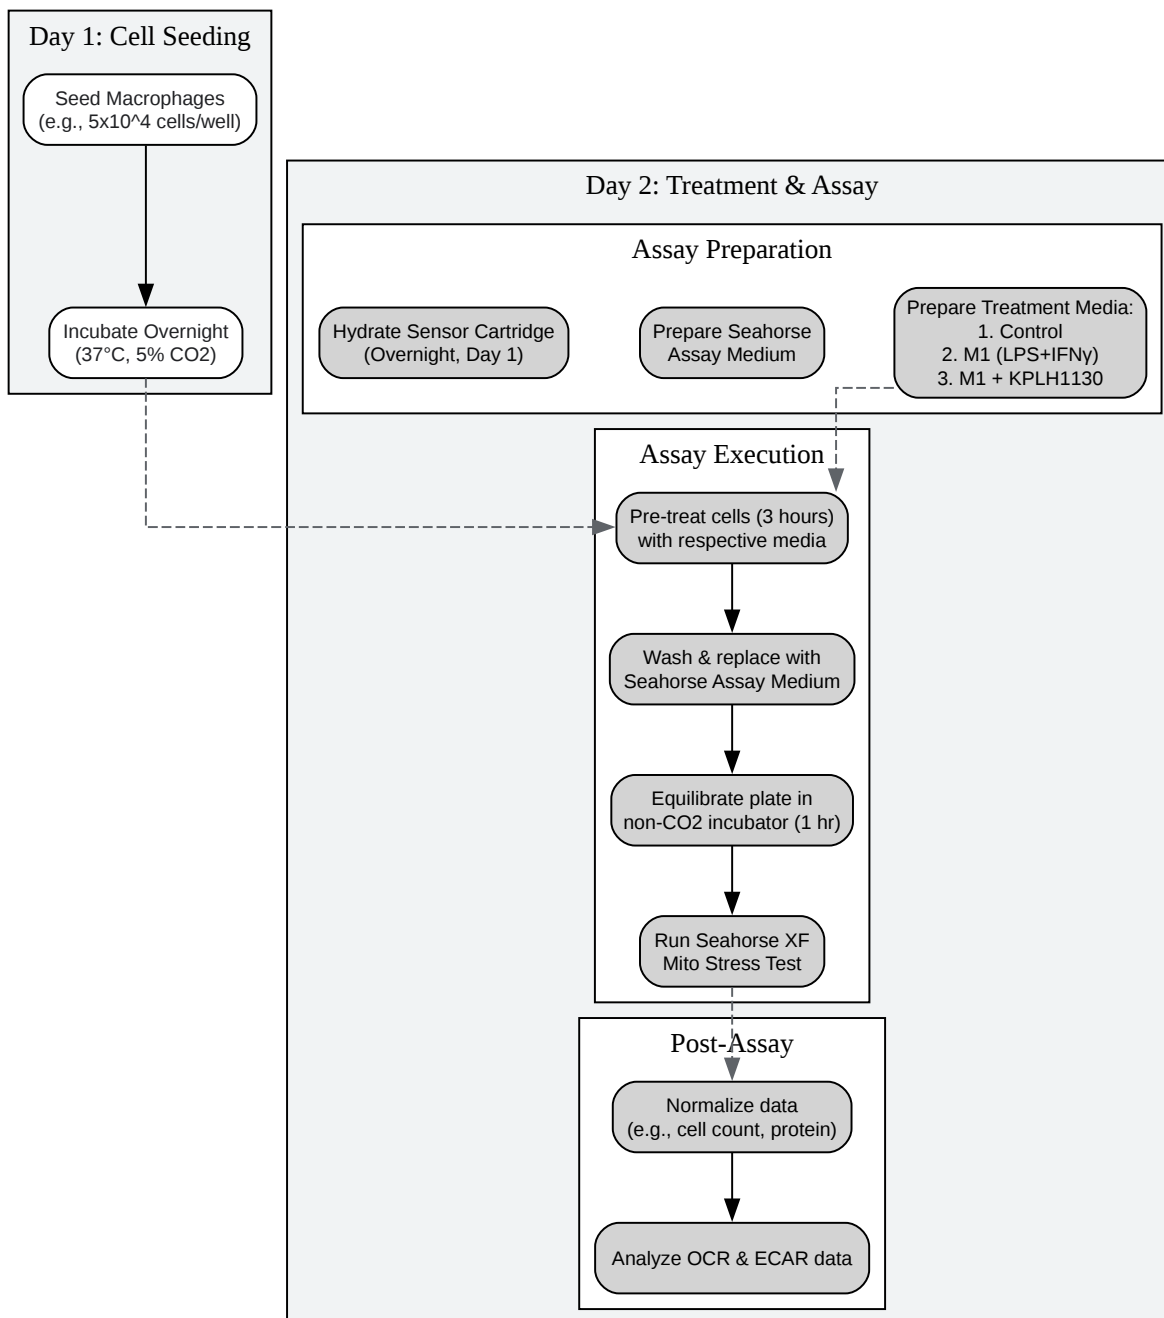 Day 1: Cell Seeding
Seed Macrophages
(e.g., 5x10^4 cells/well)
Incubate Overnight
(37°C, 5% CO2)
Day 2: Treatment & Assay
Assay Preparation
Hydrate Sensor Cartridge
(Overnight, Day 1)
Prepare Seahorse
Assay Medium
Prepare Treatment Media:
1. Control
2. M1 (LPS+IFNγ)
3. M1 + KPLH1130
Assay Execution
Pre-treat cells (3 hours)
with respective media
Wash & replace with
Seahorse Assay Medium
Equilibrate plate in
non-CO2 incubator (1 hr)
Run Seahorse XF
Mito Stress Test
Post-Assay
Normalize data
(e.g., cell count, protein)
Analyze OCR & ECAR data